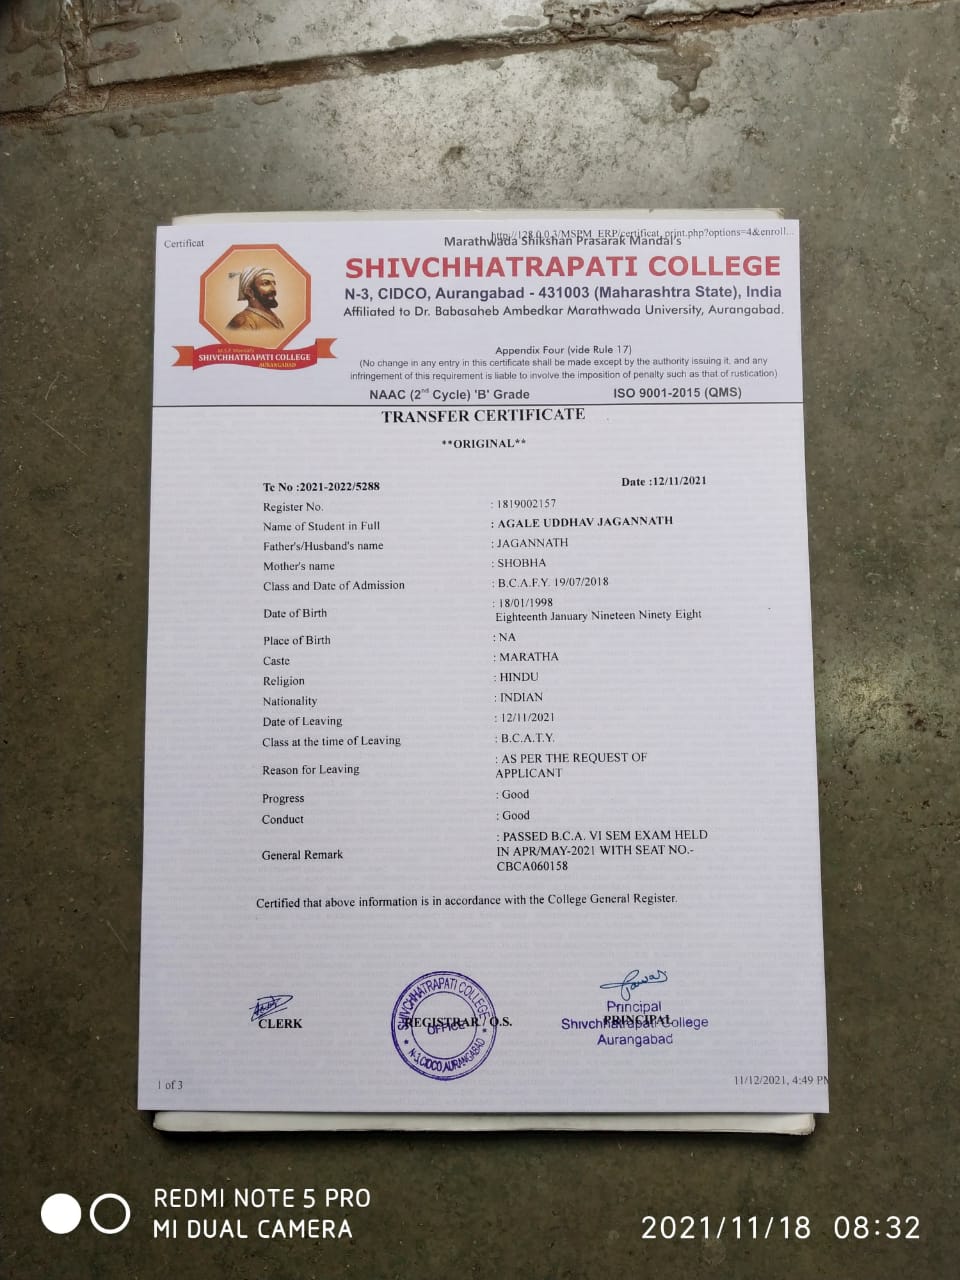 Certificat
http://128.0.0.3/MSPM_ERP/certificat_print.php?options=4&enroll...
Marathwada Shikshan Prasarak Mandal's
SHIVCHHATRAPATI COLLEGE
N-3, CIDCO, Aurangabad - 431003 (Maharashtra State), India
Affiliated to Dr. Babasaheb Ambedkar Marathwada University, Aurangabad.
M.S.P. Mandal's
SHIVCHHATRAPATI COLLEGE
AURANGABAD
Appendix Four (vide Rule 17)
(No change in any entry in this certificate shall be made except by the authority issuing it, and any
infringement of this requirement is liable to involve the imposition of penalty such as that of rustication)
NAAC (2nd Cycle) 'B' Grade ISO 9001-2015 (QMS)
TRANSFER CERTIFICATE
**ORIGINAL**
Tc No :2021-2022/5288 Date :12/11/2021
Register No. : 1819002157
Name of Student in Full : AGALE UDDHAV JAGANNATH
Father's/Husband's name : JAGANNATH
Mother's name : SHOBHA
Class and Date of Admission : B.C.A.F.Y. 19/07/2018
Date of Birth : 18/01/1998
Eighteenth January Nineteen Ninety Eight
Place of Birth : NA
Caste : MARATHA
Religion : HINDU
Nationality : INDIAN
Date of Leaving : 12/11/2021
Class at the time of Leaving : B.C.A.T.Y.
Reason for Leaving : AS PER THE REQUEST OF
APPLICANT
Progress : Good
Conduct : Good
General Remark : PASSED B.C.A. VI SEM EXAM HELD
IN APR/MAY-2021 WITH SEAT NO.-
CBCA060158
Certified that above information is in accordance with the College General Register.
CLERK
REGISTRAR / O.S.
SHIVCHHATRAPATI COLLEGE
OFFICE
N-3, CIDCO, AURANGABAD
Principal
PRINCIPAL
Shivchhatrapati College
Aurangabad
1 of 3 11/12/2021, 4:49 PM
REDMI NOTE 5 PRO
MI DUAL CAMERA
2021/11/18 08:32